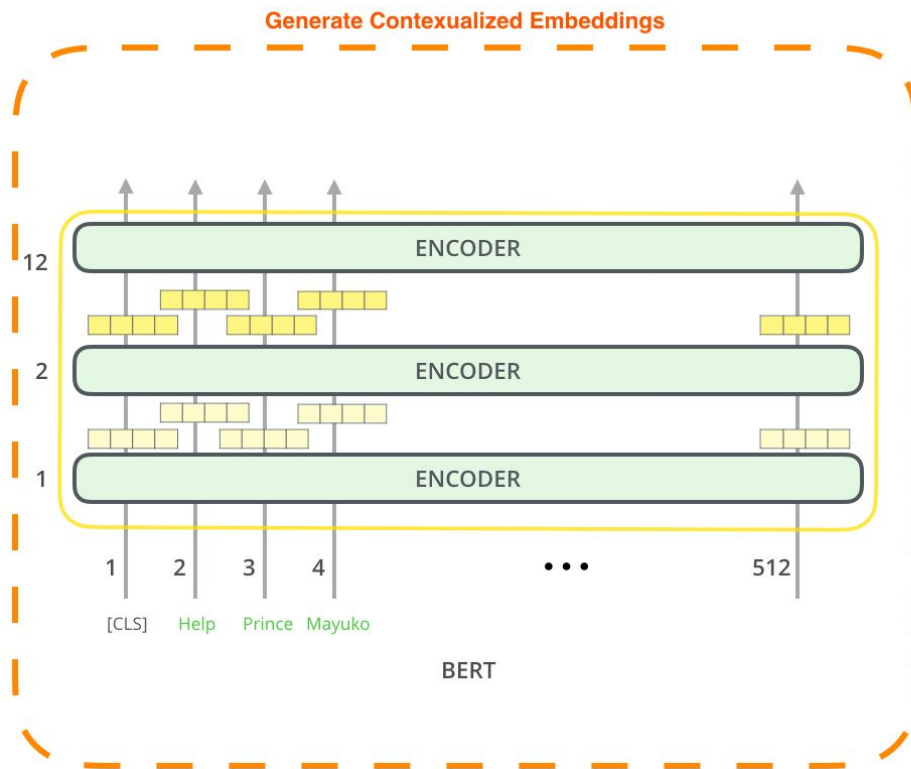 Generate Contexualized Embeddings
12 ENCODER
2 ENCODER
1 ENCODER
1 2 3 4 ••• 512
[CLS] Help Prince Mayuko
BERT